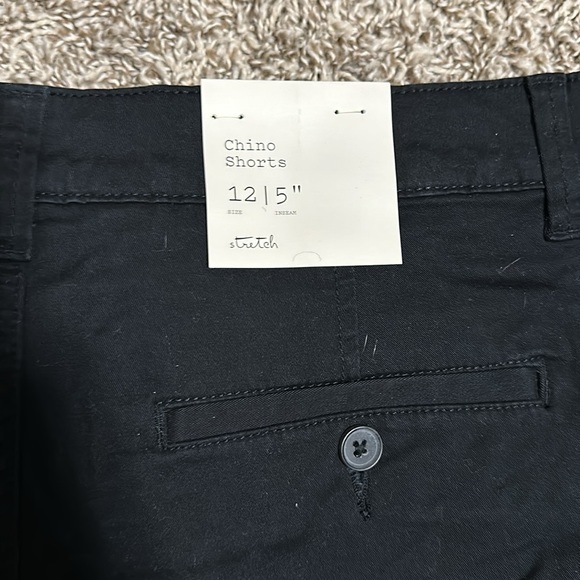 Chino
Shorts
12 | 5"
SIZE INSEAM
stretch